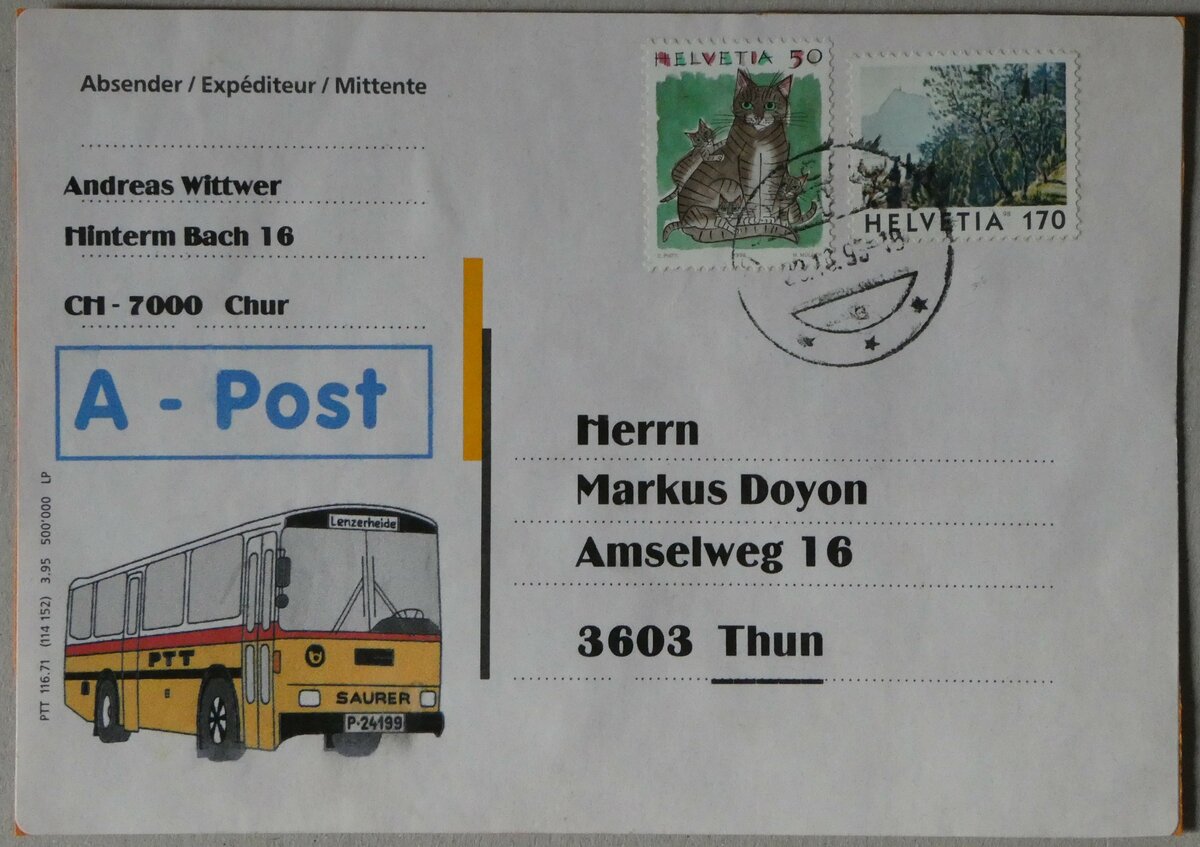 Absender / Expéditeur / Mittente
Andreas Wittwer
Hinterm Bach 16
CH - 7000 Chur
A - Post
HELVETIA 50
HELVETIA 98 170
Herrn
Markus Doyon
Amselweg 16
3603 Thun
Lenzerheide
PTT
SAURER
P-24199
PTT 116.71 (114 152) 3.95 500'000 LP